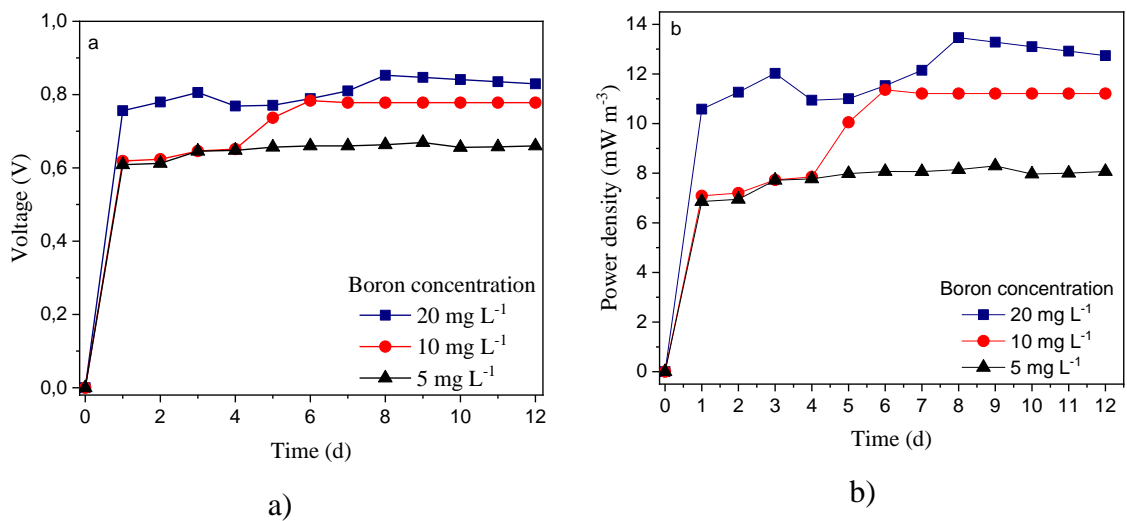 a
1,0
0,8
0,6
0,4
0,2
0,0
Voltage (V)
Boron concentration
20 mg L⁻¹
10 mg L⁻¹
5 mg L⁻¹
0 2 4 6 8 10 12
Time (d)
a)
b
14
12
10
8
6
4
2
0
Power density (mW m⁻³)
Boron concentration
20 mg L⁻¹
10 mg L⁻¹
5 mg L⁻¹
0 1 2 3 4 5 6 7 8 9 10 11 12
Time (d)
b)